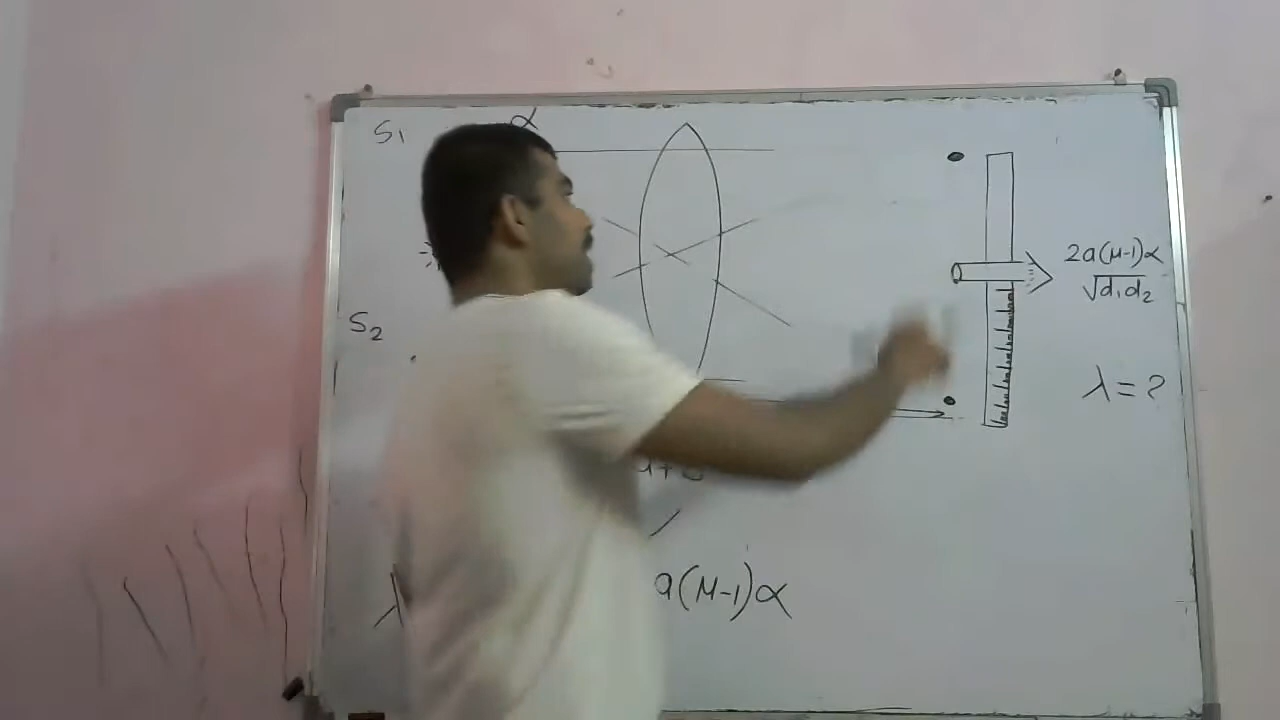 S₁
α
S₂
2a(μ-1)α
√d₁d₂
λ = ?
λ
a(μ-1)α